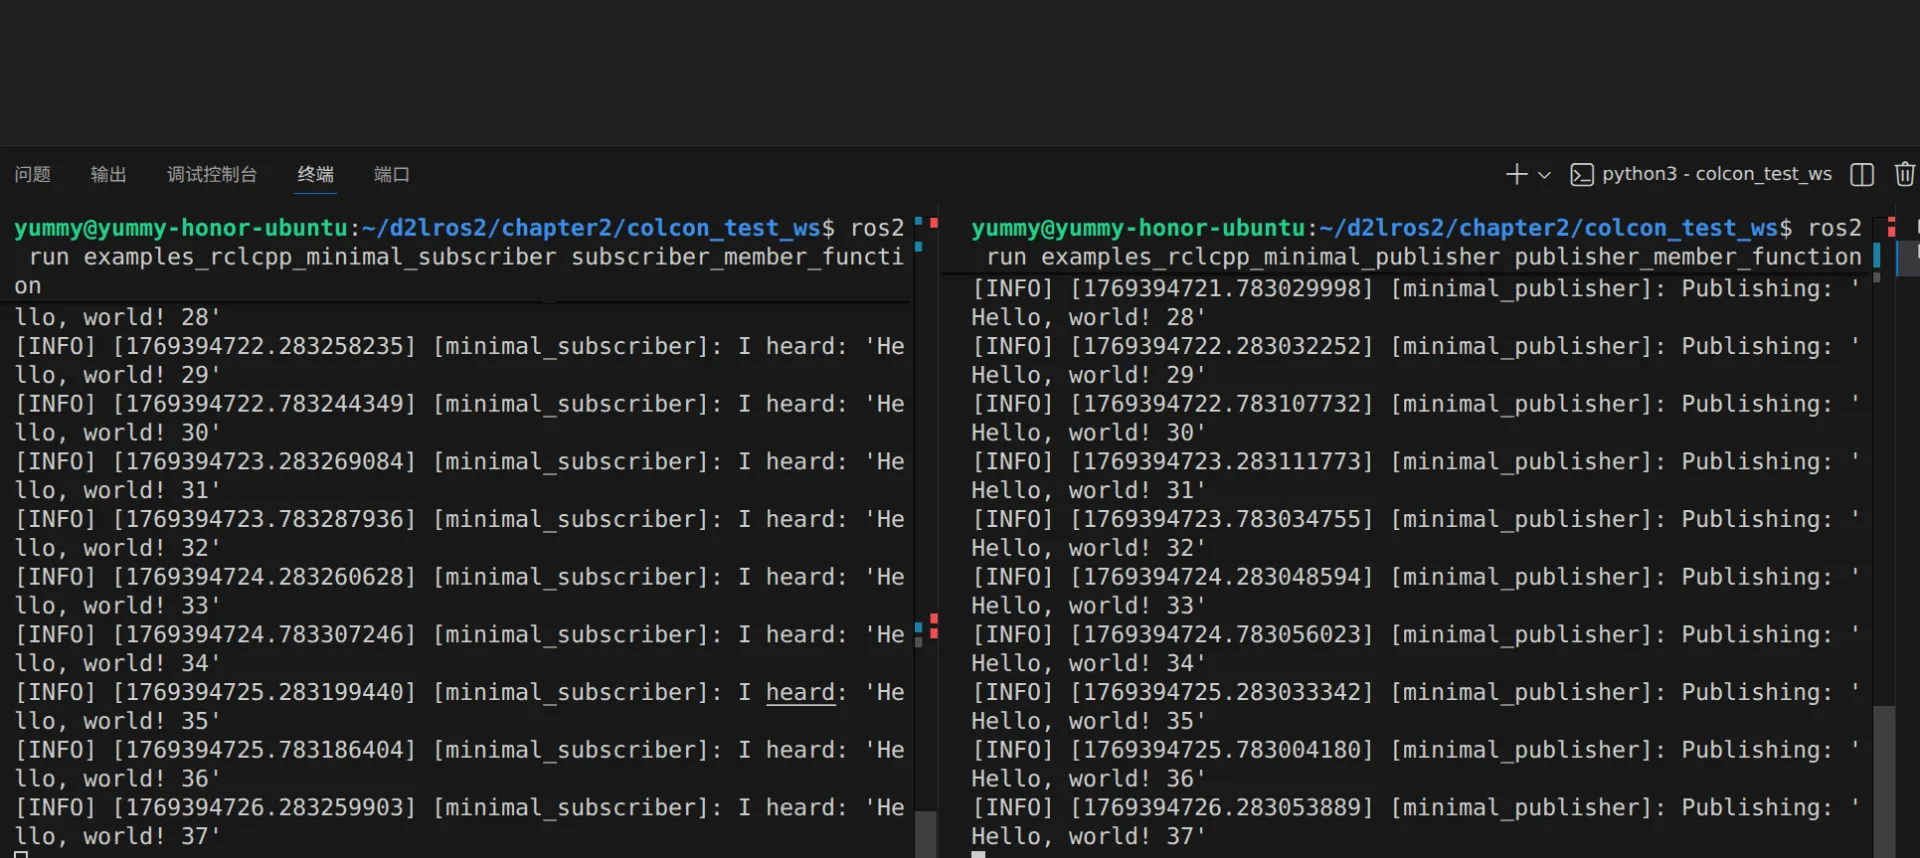 问题 输出 调试控制台 终端 端口 python3 - colcon_test_ws
yummy@yummy-honor-ubuntu:~/d2lros2/chapter2/colcon_test_ws$ ros2
 run examples_rclcpp_minimal_subscriber subscriber_member_functi
on
llo, world! 28'
[INFO] [1769394722.283258235] [minimal_subscriber]: I heard: 'He
llo, world! 29'
[INFO] [1769394722.783244349] [minimal_subscriber]: I heard: 'He
llo, world! 30'
[INFO] [1769394723.283269084] [minimal_subscriber]: I heard: 'He
llo, world! 31'
[INFO] [1769394723.783287936] [minimal_subscriber]: I heard: 'He
llo, world! 32'
[INFO] [1769394724.283260628] [minimal_subscriber]: I heard: 'He
llo, world! 33'
[INFO] [1769394724.783307246] [minimal_subscriber]: I heard: 'He
llo, world! 34'
[INFO] [1769394725.283199440] [minimal_subscriber]: I heard: 'He
llo, world! 35'
[INFO] [1769394725.783186404] [minimal_subscriber]: I heard: 'He
llo, world! 36'
[INFO] [1769394726.283259903] [minimal_subscriber]: I heard: 'He
llo, world! 37'
yummy@yummy-honor-ubuntu:~/d2lros2/chapter2/colcon_test_ws$ ros2
 run examples_rclcpp_minimal_publisher publisher_member_function
[INFO] [1769394721.783029998] [minimal_publisher]: Publishing: '
Hello, world! 28'
[INFO] [1769394722.283032252] [minimal_publisher]: Publishing: '
Hello, world! 29'
[INFO] [1769394722.783107732] [minimal_publisher]: Publishing: '
Hello, world! 30'
[INFO] [1769394723.283111773] [minimal_publisher]: Publishing: '
Hello, world! 31'
[INFO] [1769394723.783034755] [minimal_publisher]: Publishing: '
Hello, world! 32'
[INFO] [1769394724.283048594] [minimal_publisher]: Publishing: '
Hello, world! 33'
[INFO] [1769394724.783056023] [minimal_publisher]: Publishing: '
Hello, world! 34'
[INFO] [1769394725.283033342] [minimal_publisher]: Publishing: '
Hello, world! 35'
[INFO] [1769394725.783004180] [minimal_publisher]: Publishing: '
Hello, world! 36'
[INFO] [1769394726.283053889] [minimal_publisher]: Publishing: '
Hello, world! 37'